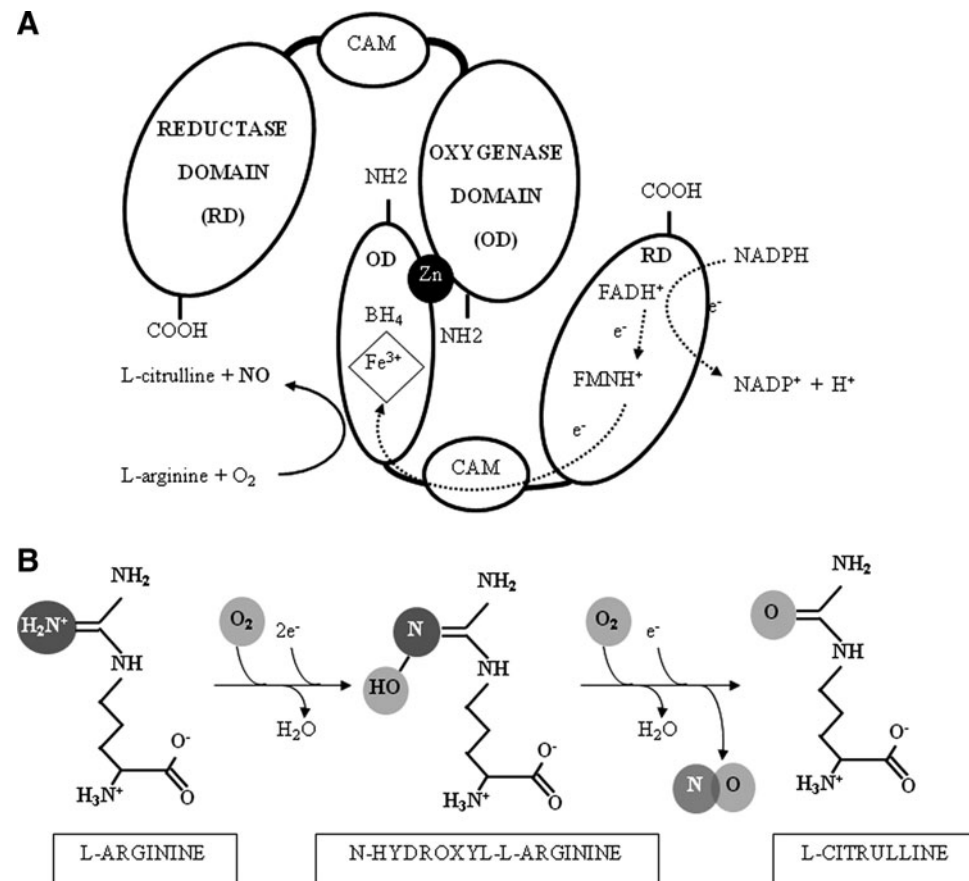 A
CAM
REDUCTASE
DOMAIN
(RD)
OXYGENASE
DOMAIN
(OD)
NH2
COOH
OD
Zn
RD
NADPH
FADH⁺
e⁻
e⁻
BH₄
NH2
COOH
Fe³⁺
L-citrulline + NO
FMNH⁺
NADP⁺ + H⁺
e⁻
L-arginine + O₂
CAM
B
NH₂
H₂N⁺
NH
O⁻
O
H₃N⁺
O₂
2e⁻
H₂O
NH₂
N
HO
NH
O⁻
O
H₃N⁺
O₂
e⁻
H₂O
N O
NH₂
O
NH
O⁻
O
H₃N⁺
L-ARGININE
N-HYDROXYL-L-ARGININE
L-CITRULLINE